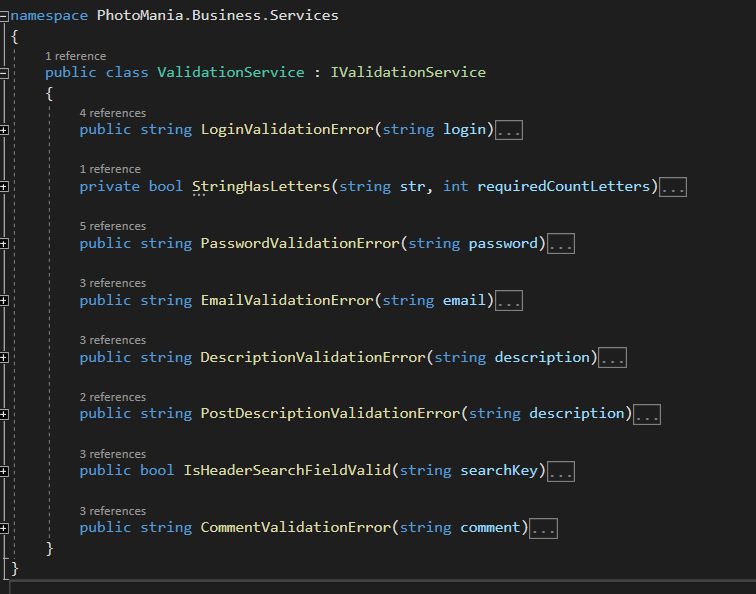 namespace PhotoMania.Business.Services
{
1 reference
public class ValidationService : IValidationService
{
4 references
public string LoginValidationError(string login)...
1 reference
private bool StringHasLetters(string str, int requiredCountLetters)...
5 references
public string PasswordValidationError(string password)...
3 references
public string EmailValidationError(string email)...
3 references
public string DescriptionValidationError(string description)...
2 references
public string PostDescriptionValidationError(string description)...
3 references
public bool IsHeaderSearchFieldValid(string searchKey)...
3 references
public string CommentValidationError(string comment)...
}
}